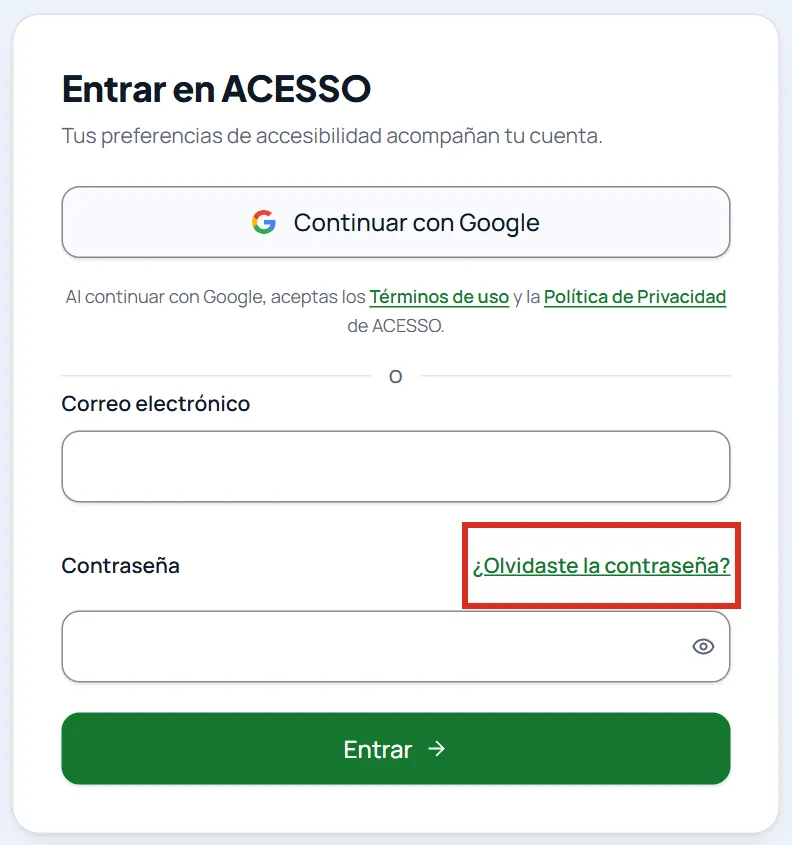 Entrar en ACESSO
Tus preferencias de accesibilidad acompañan tu cuenta.
Continuar con Google
Al continuar con Google, aceptas los Términos de uso y la Política de Privacidad
de ACESSO.
O
Correo electrónico
Contraseña
¿Olvidaste la contraseña?
Entrar →